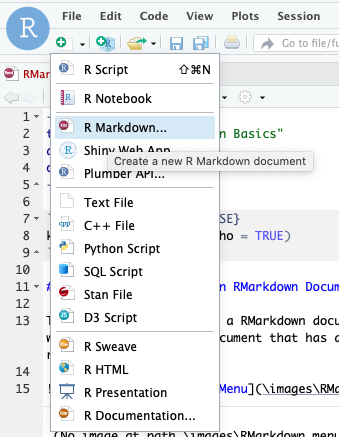 File Edit Code View Plots Session
Go to file/fu
RMar
R Script ⇧⌘N
R Notebook
R Markdown...
Shiny Web App
Create a new R Markdown document
Plumber API...
Text File
C++ File
Python Script
SQL Script
Stan File
D3 Script
R Sweave
R HTML
R Presentation
R Documentation...
1 -
2 t n Basics"
3 a
4 o
5 -
6
7 ` SE}
8 k ho = TRUE)
9 `
10
11 # n RMarkdown Docum
12
13 T a RMarkdown docu
w cument that has a
r
14
15 ! Menu](\images\RMa
(No image at path \images\RMarkdown menu